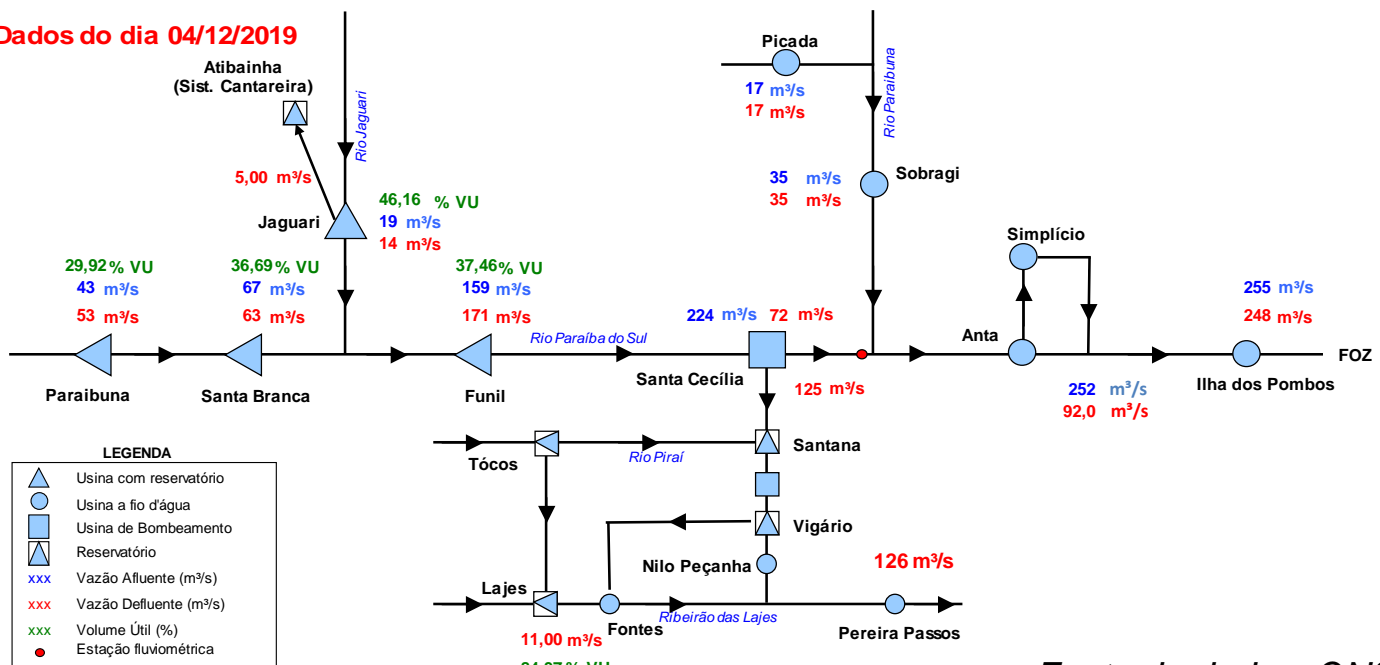 Dados do dia 04/12/2019
Atibainha
(Sist. Cantareira)
Rio Jaguari
5,00 m³/s
Jaguari
46,16 % VU
19 m³/s
14 m³/s
Picada
17 m³/s
17 m³/s
Rio Paraibuna
35 m³/s
35 m³/s
Sobragi
29,92 % VU
43 m³/s
53 m³/s
Paraibuna
36,69 % VU
67 m³/s
63 m³/s
Santa Branca
37,46 % VU
159 m³/s
171 m³/s
Funil
Rio Paraíba do Sul
224 m³/s 72 m³/s
Santa Cecília
125 m³/s
Simplício
Anta
252 m³/s
92,0 m³/s
255 m³/s
248 m³/s
Ilha dos Pombos
FOZ
Tócos
Rio Piraí
Santana
Vigário
Nilo Peçanha
126 m³/s
Lajes
11,00 m³/s
Fontes
Ribeirão das Lajes
Pereira Passos
LEGENDA
Usina com reservatório
Usina a fio d'água
Usina de Bombeamento
Reservatório
xxx Vazão Afluente (m³/s)
xxx Vazão Defluente (m³/s)
xxx Volume Útil (%)
Estação fluviométrica